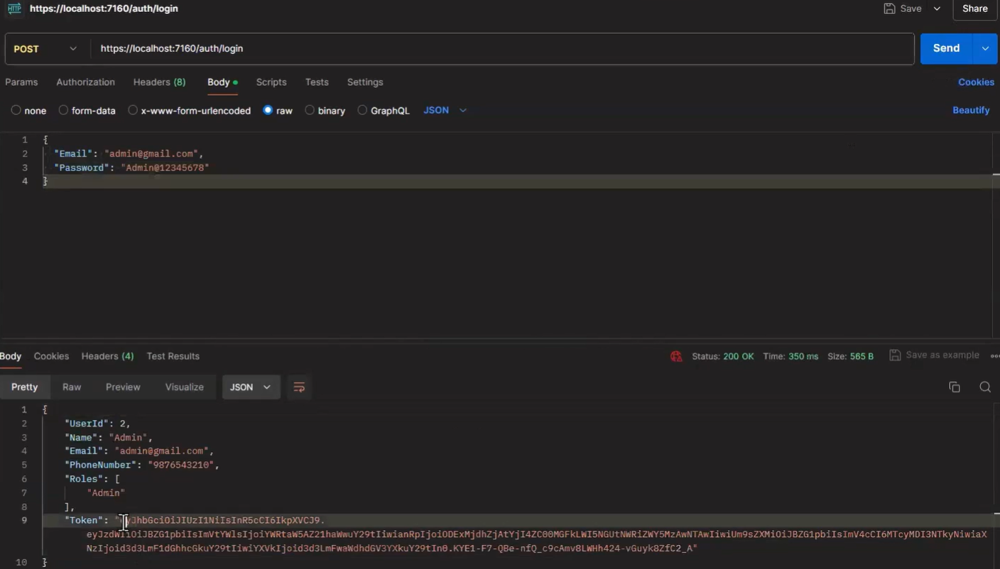 HTTP https://localhost:7160/auth/login Save Share
POST https://localhost:7160/auth/login Send
Params Authorization Headers (8) Body Scripts Tests Settings Cookies
none form-data x-www-form-urlencoded raw binary GraphQL JSON Beautify
1 {
2 "Email": "admin@gmail.com",
3 "Password": "Admin@12345678"
4 }
Body Cookies Headers (4) Test Results Status: 200 OK Time: 350 ms Size: 565 B Save as example
Pretty Raw Preview Visualize JSON
1 {
2 "UserId": 2,
3 "Name": "Admin",
4 "Email": "admin@gmail.com",
5 "PhoneNumber": "9876543210",
6 "Roles": [
7 "Admin"
8 ],
9 "Token": "eyJhbGciOiJIUzI1NiIsInR5cCI6IkpXVCJ9.
eyJzdWIiOiJBZG1pbiIsImVtYWlsIjoiYWRtaW5AZ21haWwuY29tIiwianRpIjoiODExMjdhZjAtYjI4ZC00MGFkLWI5NGUtNWRiZWY5MzAwNTAwIiwiUm9sZXMiOiJBZG1pbiIsImV4cCI6MTcyMDI3NTkyNiwiaX
NzIjoid3d3LmF1dGhhcGkuY29tIiwiYXVkIjoid3d3LmFwaWdhdGV3YXkuY29tIn0.KYE1-F7-QBe-nfQ_c9cAmv8LWHh424-vGuyk8ZfC2_A"
10 }